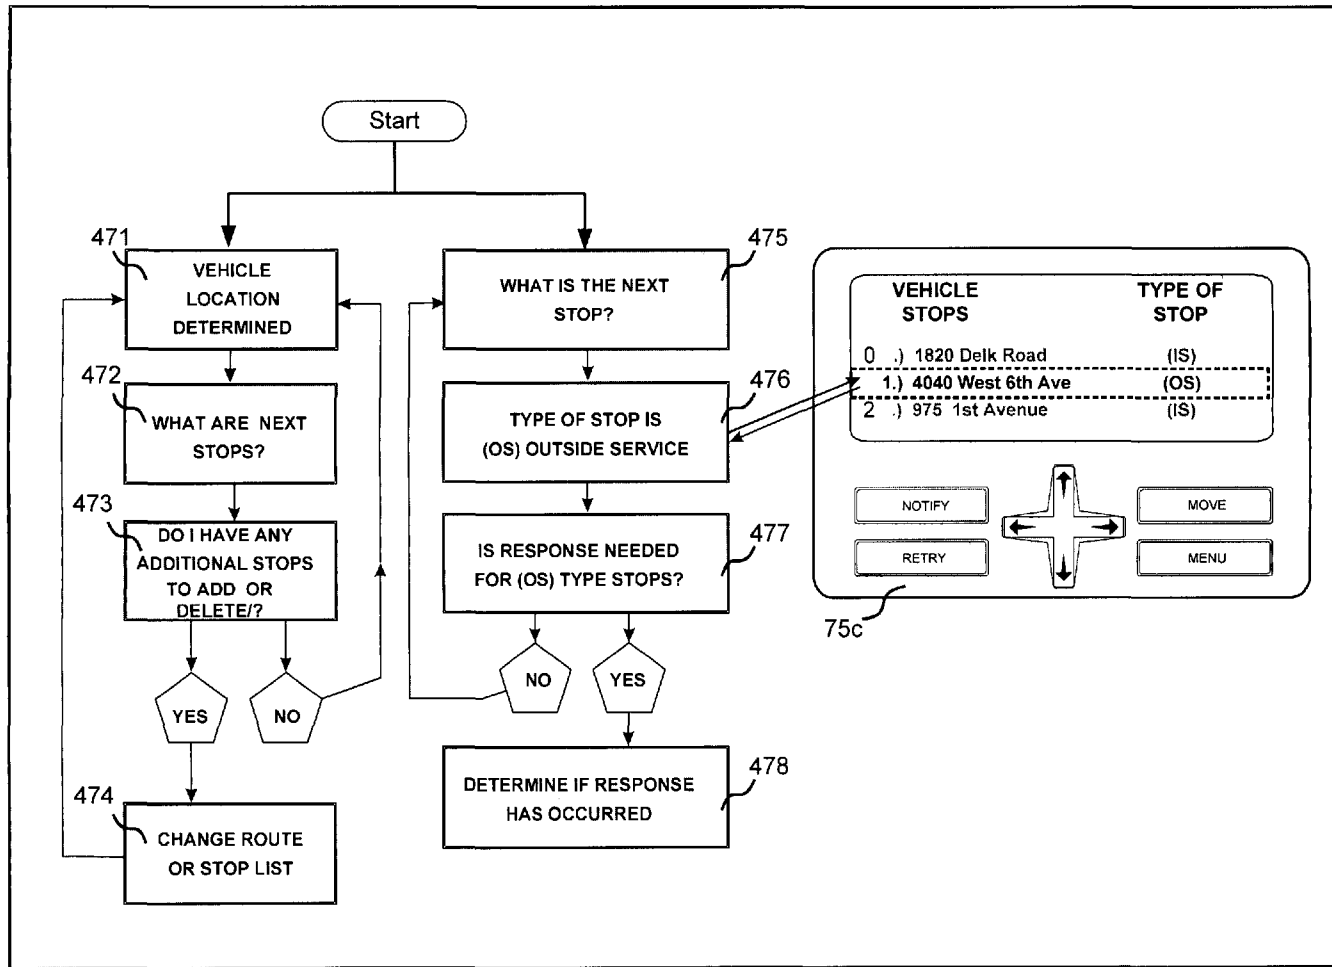 Start
471
VEHICLE
LOCATION
DETERMINED
472
WHAT ARE NEXT
STOPS?
473
DO I HAVE ANY
ADDITIONAL STOPS
TO ADD OR
DELETE/?
YES
NO
474
CHANGE ROUTE
OR STOP LIST
475
WHAT IS THE NEXT
STOP?
476
TYPE OF STOP IS
(OS) OUTSIDE SERVICE
477
IS RESPONSE NEEDED
FOR (OS) TYPE STOPS?
NO
YES
478
DETERMINE IF RESPONSE
HAS OCCURRED
VEHICLE
STOPS
TYPE OF
STOP
0 .) 1820 Delk Road (IS)
1.) 4040 West 6th Ave (OS)
2 .) 975 1st Avenue (IS)
NOTIFY
MOVE
RETRY
MENU
75c